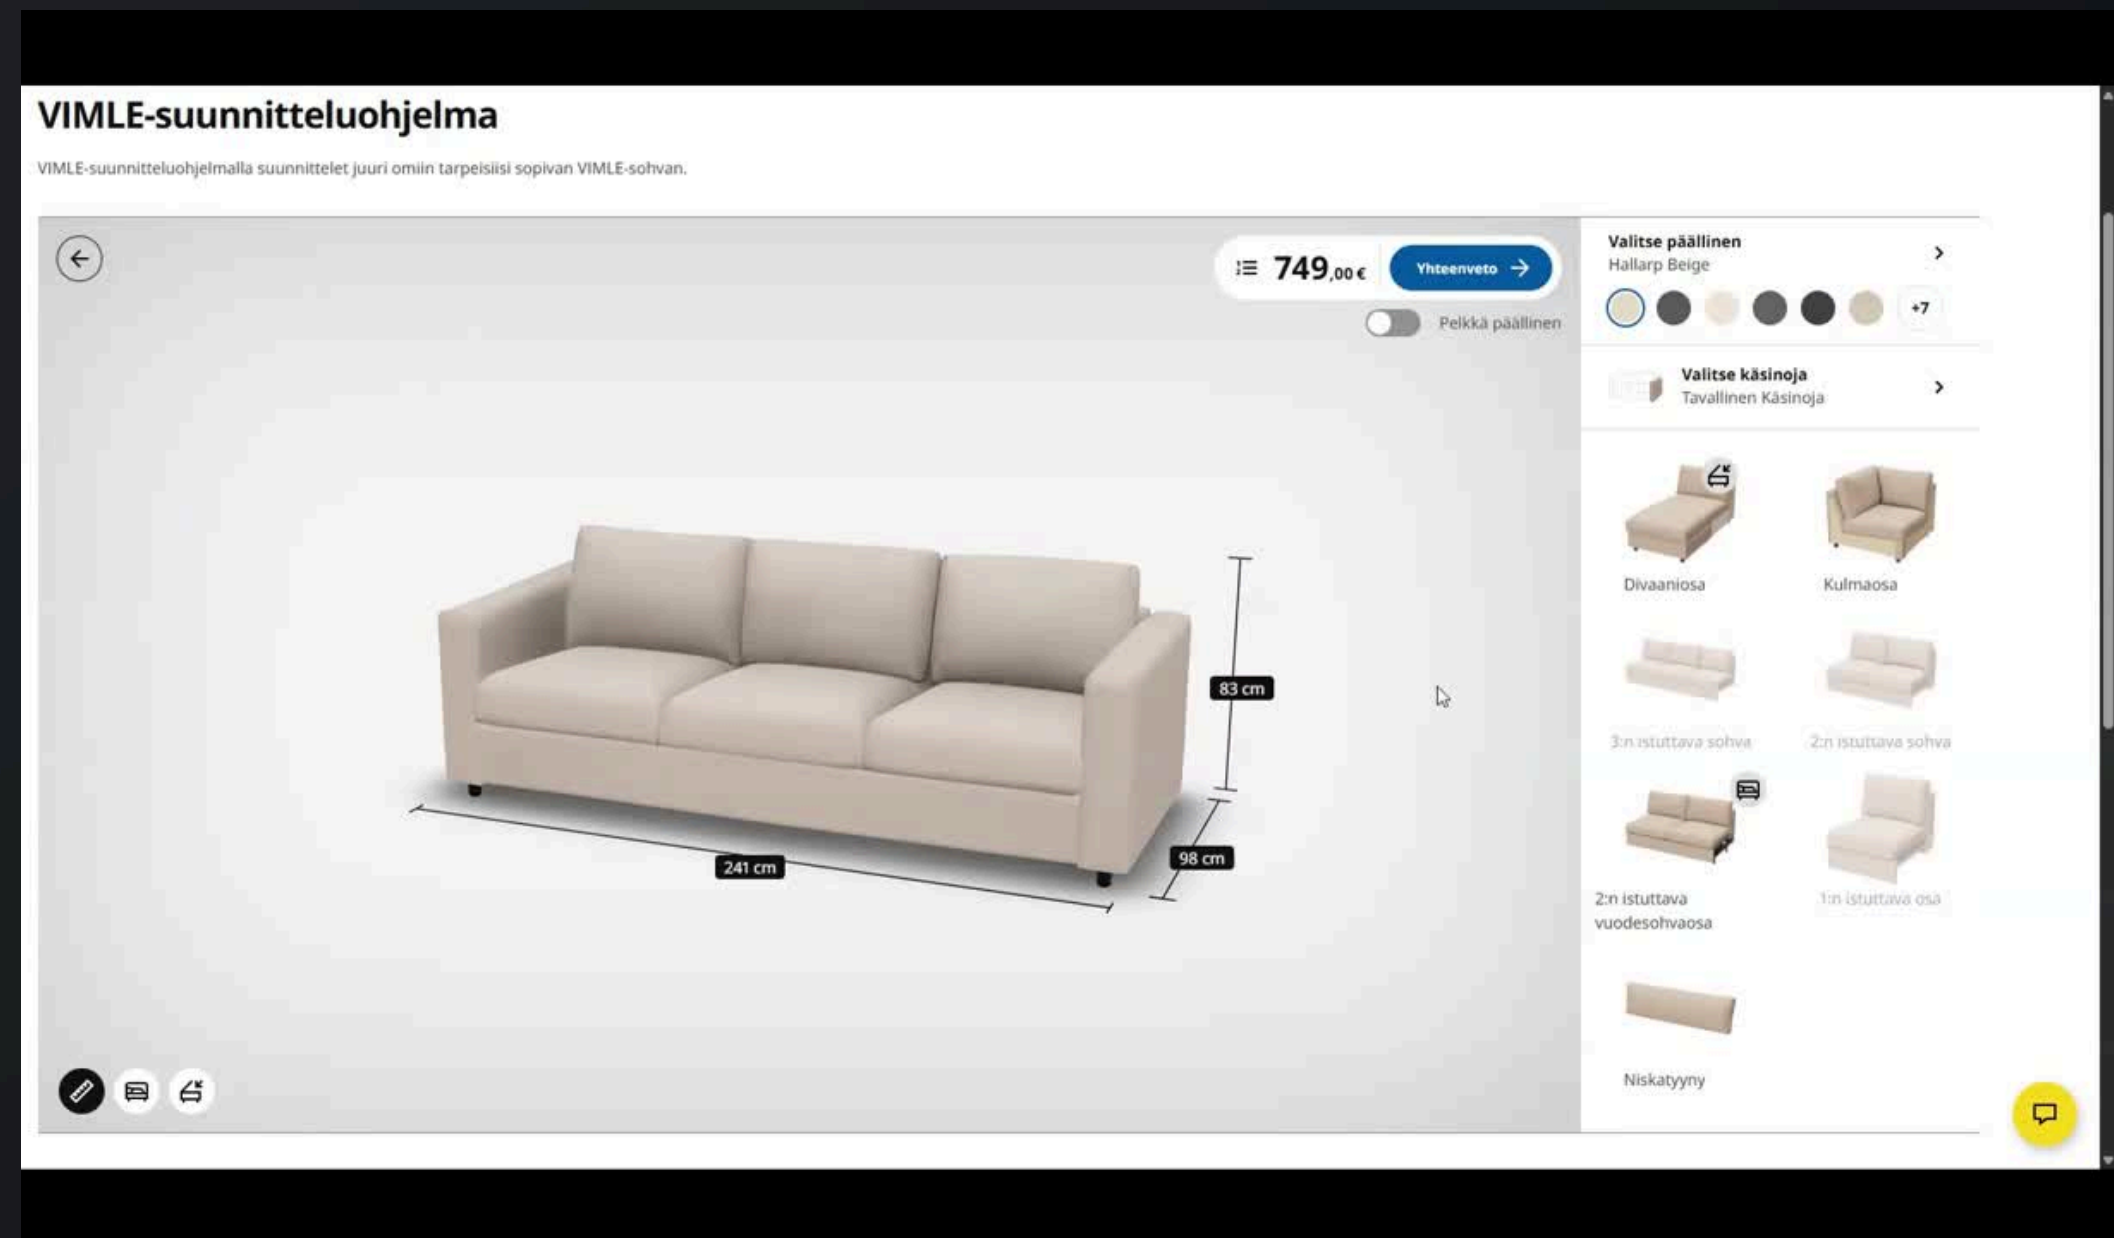 VIMLE-suunnitteluohjelma
VIMLE-suunnitteluohjelmalla suunnittelet juuri omiin tarpeisiisi sopivan VIMLE-sohvan.
749,00 €
Yhteenveto
Pelkkä päällinen
Valitse päällinen
Hallarp Beige
+7
Valitse käsinoja
Tavallinen Käsinoja
Divaaniosa
Kulmaosa
3:n istuttava sohva
2:n istuttava sohva
2:n istuttava
vuodesohvaosa
1:n istuttava osa
Niskatyyny
83 cm
98 cm
241 cm